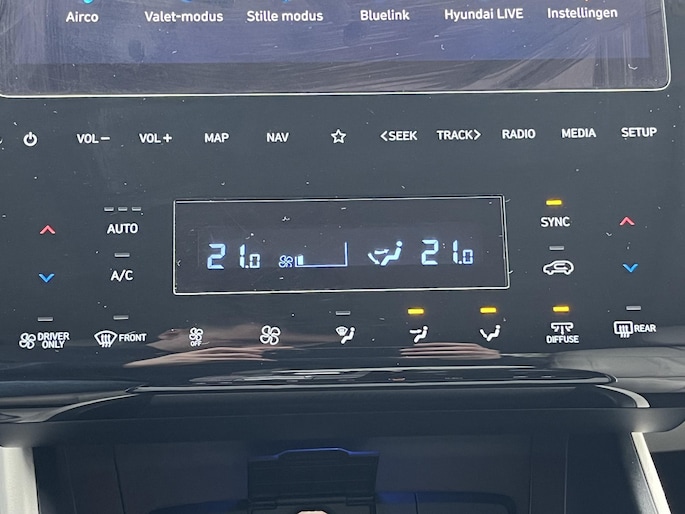 Airco Valet-modus Stille modus Bluelink Hyundai LIVE Instellingen
VOL− VOL+ MAP NAV <SEEK TRACK> RADIO MEDIA SETUP
AUTO SYNC
21.0 21.0
A/C
DRIVER ONLY FRONT OFF DIFFUSE REAR